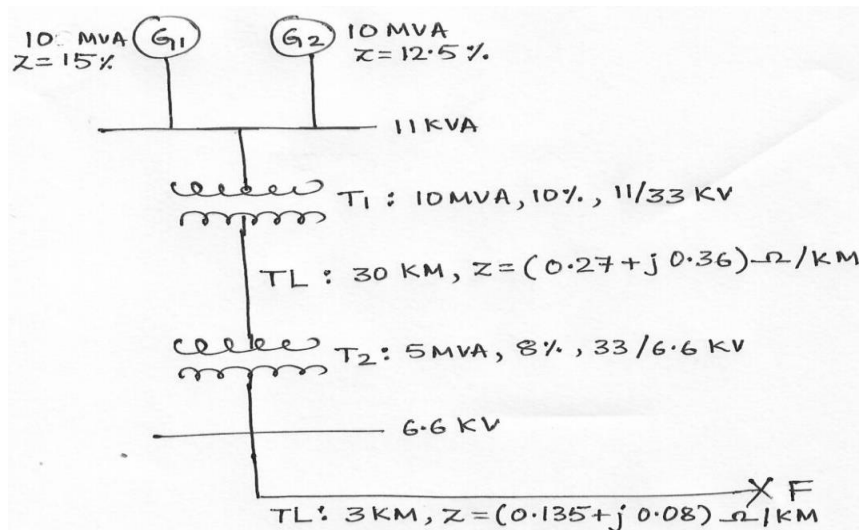 10 MVA G1 G2 10 MVA
Z=15% x=12.5%.
11 KVA
T1: 10MVA, 10%, 11/33 KV
TL: 30 KM, Z=(0.27+j 0.36) Ω/KM
T2: 5MVA, 8%, 33/6.6 KV
6.6 KV
X F
TL: 3 KM, Z=(0.135+j 0.08) Ω/KM